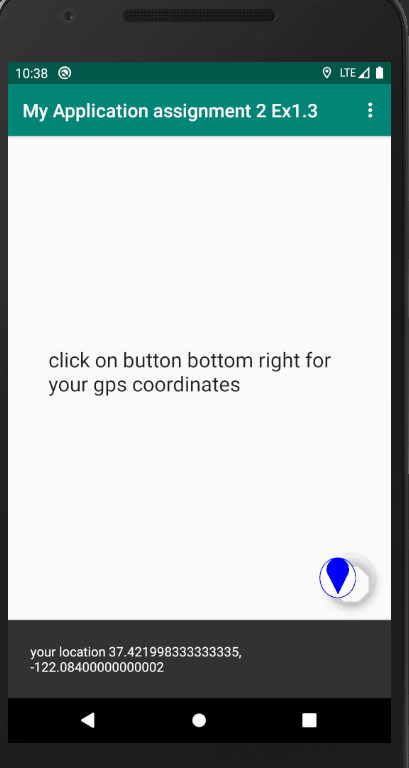 10:38 LTE
My Application assignment 2 Ex1.3
click on button bottom right for
your gps coordinates
your location 37.421998333333335,
-122.08400000000002